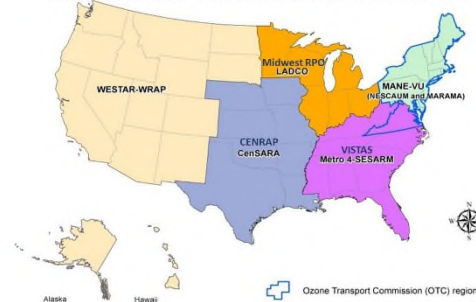 Midwest RPO
LADCO
WESTAR-WRAP
MANE-VU
(NESCAUM and MARAMA)
CENRAP
CenSARA
VISTAS
Metro 4-SESARM
N
W
E
S
Alaska
Hawaii
Ozone Transport Commission (OTC) region